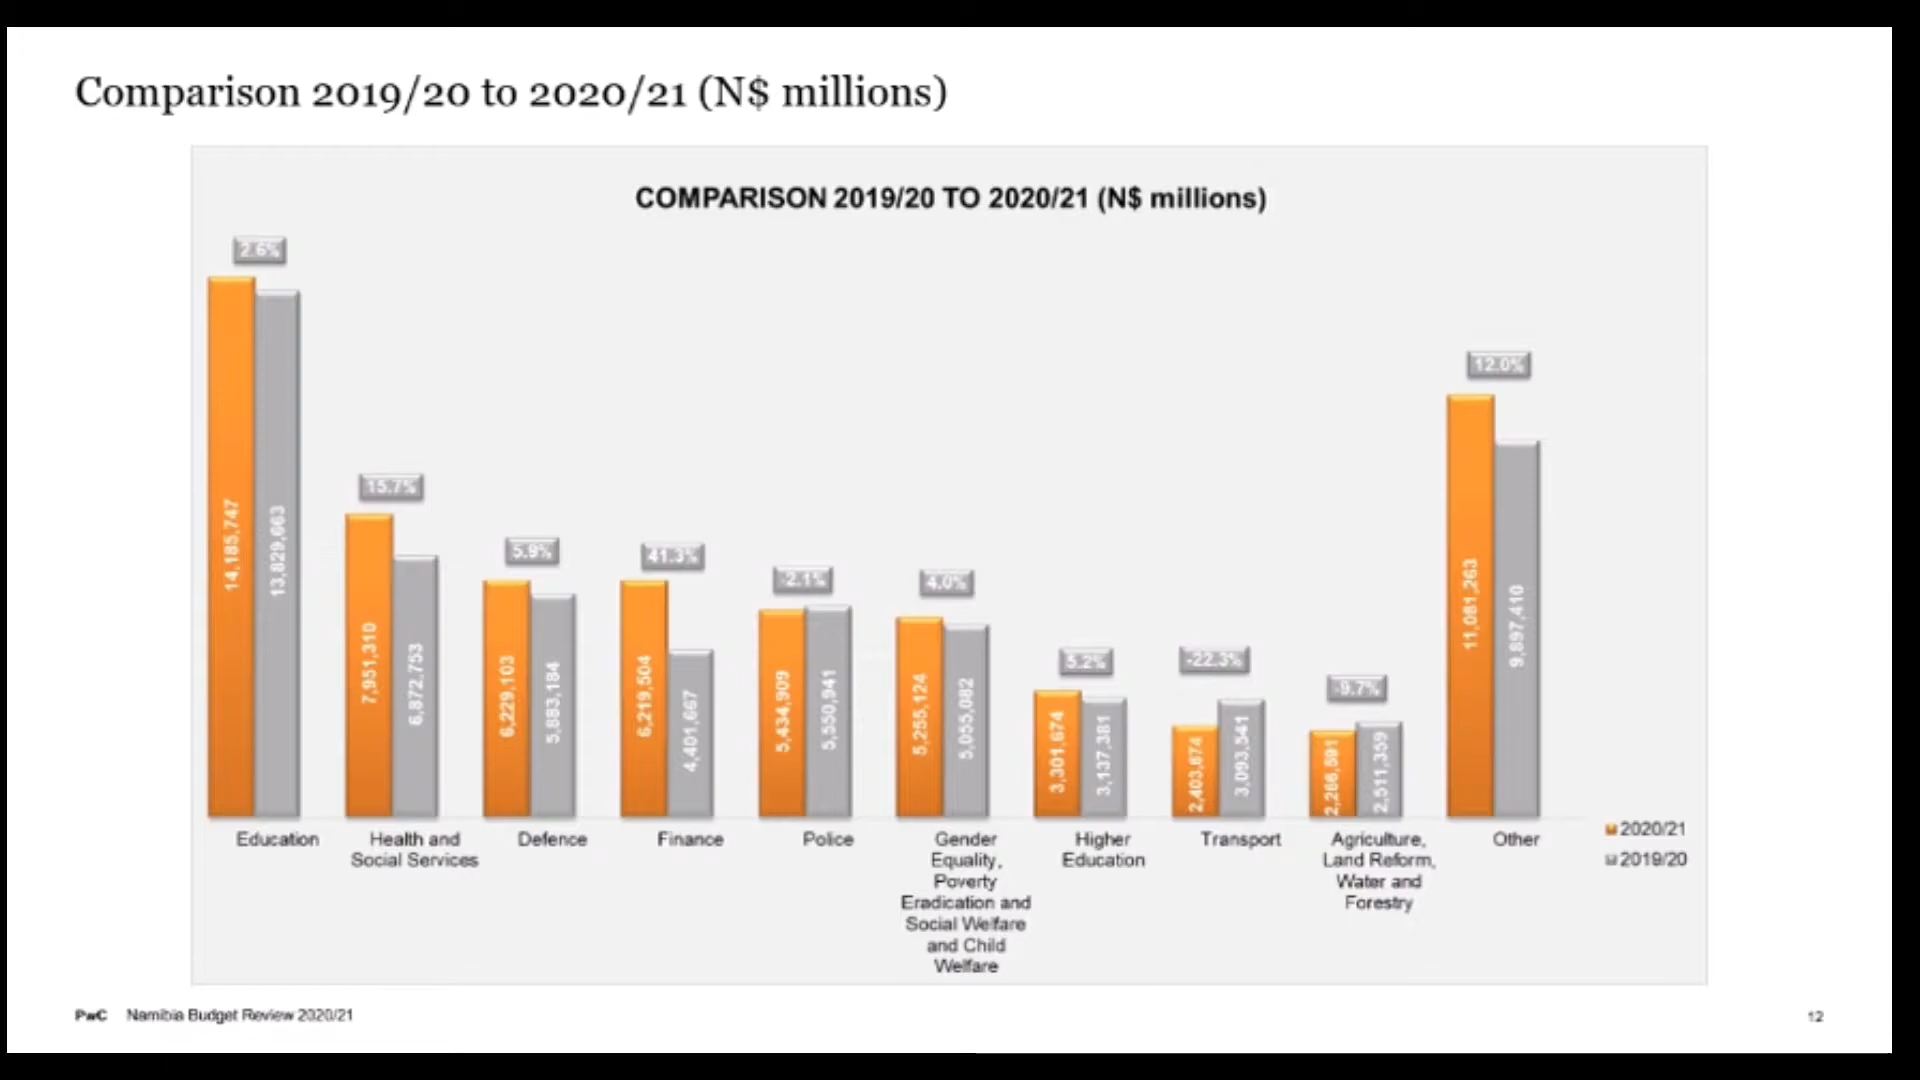 Comparison 2019/20 to 2020/21 (N$ millions)
COMPARISON 2019/20 TO 2020/21 (N$ millions)
2.6%
15.7%
5.9%
41.3%
-2.1%
4.0%
5.2%
-22.3%
-9.7%
12.0%
14,185,747
13,829,663
7,951,310
6,872,753
6,229,103
5,883,184
6,219,504
4,401,667
5,434,909
5,550,941
5,255,124
5,055,082
3,301,674
3,137,381
2,403,674
3,093,541
2,266,591
2,511,359
11,081,263
9,897,410
Education
Health and
Social Services
Defence
Finance
Police
Gender
Equality,
Poverty
Eradication and
Social Welfare
and Child
Welfare
Higher
Education
Transport
Agriculture,
Land Reform,
Water and
Forestry
Other
2020/21
2019/20
PwC Namibia Budget Review 2020/21
12